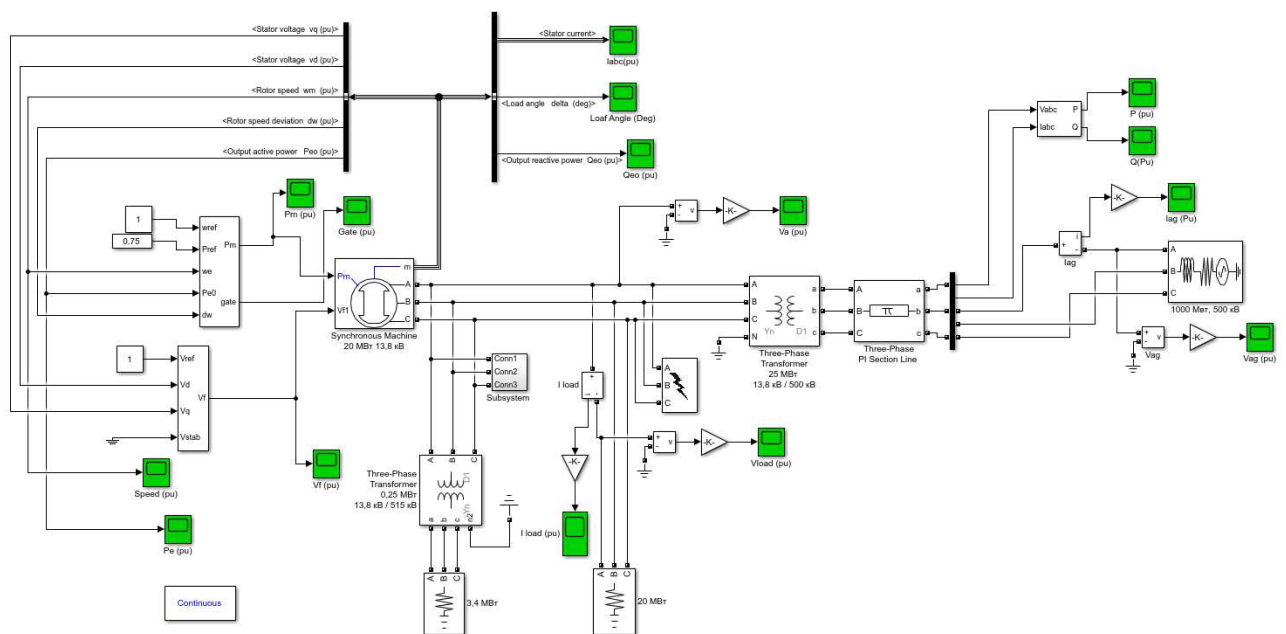 <Stator voltage vq (pu)>
<Stator voltage vd (pu)>
<Rotor speed wm (pu)>
<Rotor speed deviation dw (pu)>
<Output active power Peo (pu)>
<Stator current>
Iabc(pu)
<Load angle delta (deg)>
Loaf Angle (Deg)
<Output reactive power Qeo (pu)>
Qeo (pu)
Vabc
Iabc
P
Q
P (pu)
Q(Pu)
Pm (pu)
Gate (pu)
1
0.75
wref
Pref
we
Pe0
dw
Pm
gate
Pm
Vf1
m
A
B
C
Synchronous Machine
20 МВт 13,8 кВ
1
Vref
Vd
Vq
Vstab
Vf
Vf (pu)
Speed (pu)
Pe (pu)
Continuous
Conn1
Conn2
Conn3
Subsystem
A
B
C
D1
Yn
a
b
c
n2
Three-Phase
Transformer
0,25 МВт
13,8 кВ / 515 кВ
A
B
C
3,4 МВт
+
-
v
-K-
Va (pu)
I load
+
-
i
-K-
I load (pu)
+
-
v
-K-
Vload (pu)
A
B
C
A
B
C
20 МВт
A
B
C
N
Yn
D1
a
b
c
Three-Phase
Transformer
25 МВт
13,8 кВ / 500 кВ
A
B
C
π
a
b
c
Three-Phase
PI Section Line
+
-
i
Iag
-K-
Iag (Pu)
A
B
C
1000 Мвт, 500 кВ
+
-
v
Vag
-K-
Vag (pu)